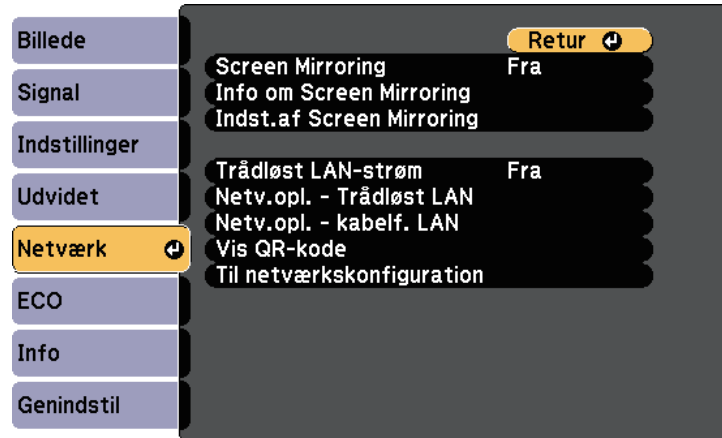 Billede
Signal
Indstillinger
Udvidet
Netværk
ECO
Info
Genindstil
Retur
Screen Mirroring Fra
Info om Screen Mirroring
Indst.af Screen Mirroring
Trådløst LAN-strøm Fra
Netv.opl. - Trådløst LAN
Netv.opl. - kabelf. LAN
Vis QR-kode
Til netværkskonfiguration